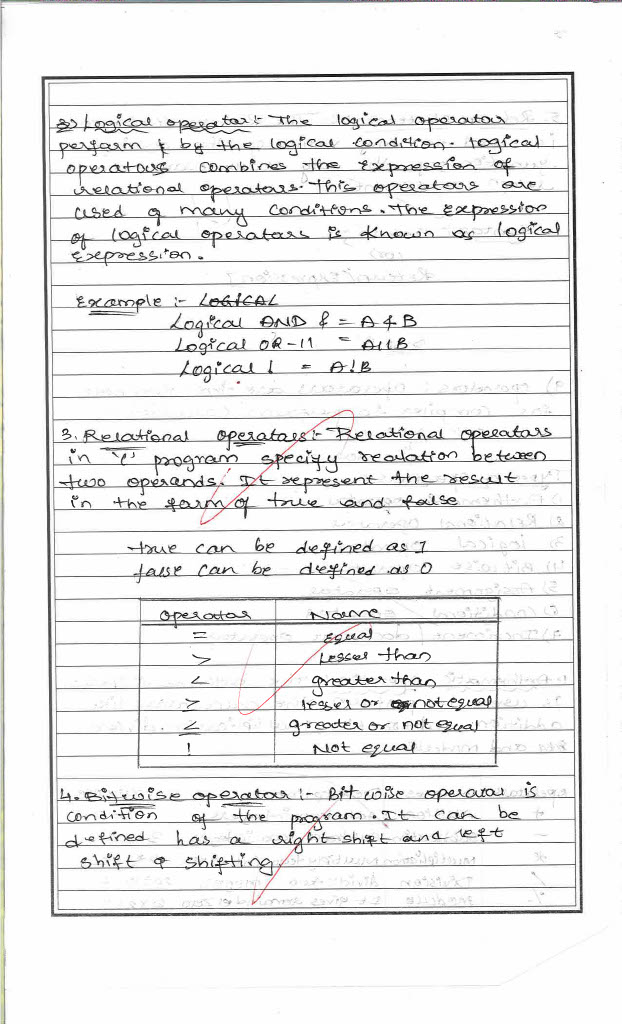 2) Logical operator :- The logical operators
perform & by the logical condition. logical
operators combines the expression of
relational operators. This operators are
used of many conditions. The Expression
of logical operators is known as logical
Expression.
Example :- LOGICAL
Logical AND & = A & B
Logical OR - || = A||B
Logical ! = A!B
3. Relational operators :- Relational operators
in "C" program specify realation between
two operands. It represent the result
in the form of true and false
true can be defined as 1
false can be defined as 0
operator Name
= equal
> Lesser than
< greater than
≥ lesser or not equal
≤ greater or not equal
! Not equal
4. Bitwise operator :- Bit wise operator is
condition of the program. It can be
defined has a right shift and left
shift & shifting